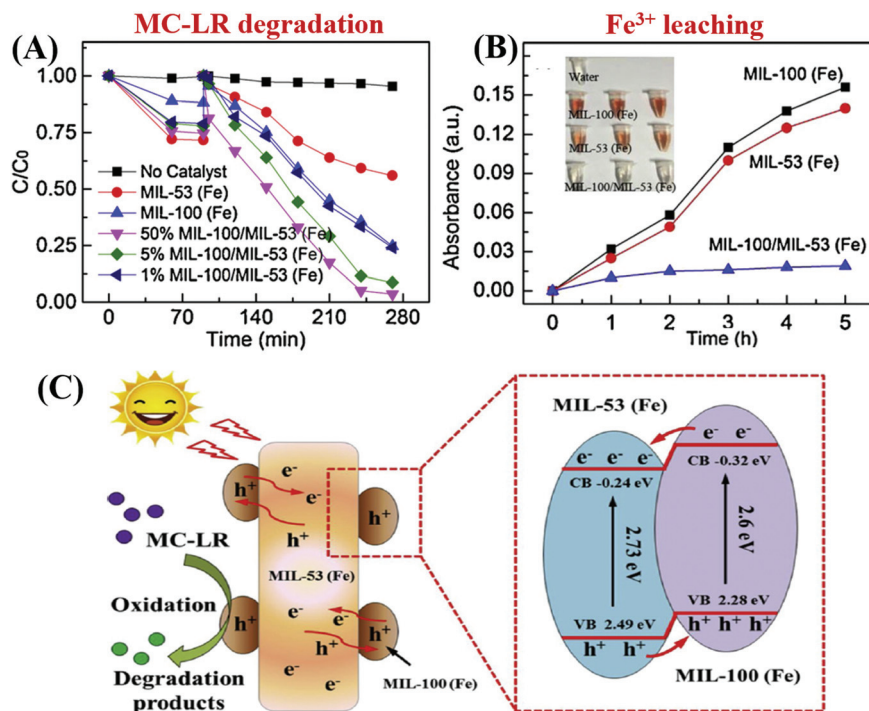 (A)
MC-LR degradation
1.00
0.75
0.50
0.25
0.00
C/C₀
No Catalyst
MIL-53 (Fe)
MIL-100 (Fe)
50% MIL-100/MIL-53 (Fe)
5% MIL-100/MIL-53 (Fe)
1% MIL-100/MIL-53 (Fe)
0 70 140 210 280
Time (min)
(B)
Fe³⁺ leaching
0.15
0.12
0.09
0.06
0.03
0.00
Absorbance (a.u.)
Water
MIL-100 (Fe)
MIL-53 (Fe)
MIL-100/MIL-53 (Fe)
MIL-100 (Fe)
MIL-53 (Fe)
MIL-100/MIL-53 (Fe)
0 1 2 3 4 5
Time (h)
(C)
MC-LR
Oxidation
Degradation
products
h⁺
e⁻
e⁻
h⁺
h⁺
MIL-53 (Fe)
h⁺
e⁻
e⁻
h⁺
h⁺
e⁻
e⁻
MIL-100 (Fe)
MIL-53 (Fe)
e⁻ e⁻
e⁻ e⁻ e⁻
CB -0.32 eV
CB -0.24 eV
2.73 eV
2.6 eV
VB 2.28 eV
VB 2.49 eV
h⁺ h⁺ h⁺
h⁺ h⁺
MIL-100 (Fe)